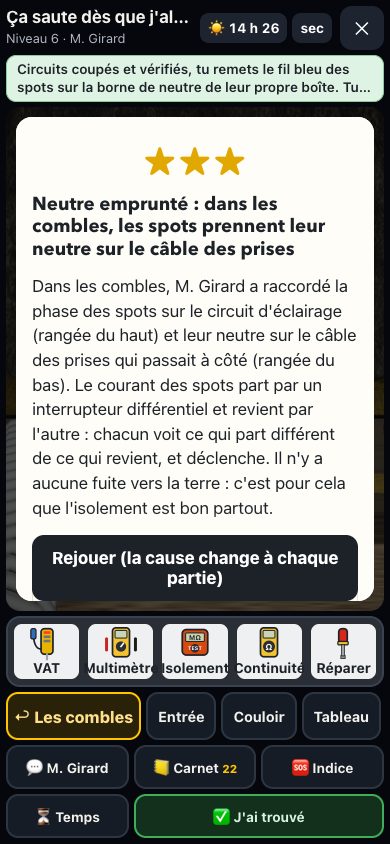 Ça saute dès que j'al...
Niveau 6 · M. Girard
14 h 26
sec
Circuits coupés et vérifiés, tu remets le fil bleu des
spots sur la borne de neutre de leur propre boîte. Tu...
Neutre emprunté : dans les
combles, les spots prennent leur
neutre sur le câble des prises
Dans les combles, M. Girard a raccordé la
phase des spots sur le circuit d'éclairage
(rangée du haut) et leur neutre sur le câble
des prises qui passait à côté (rangée du
bas). Le courant des spots part par un
interrupteur différentiel et revient par
l'autre : chacun voit ce qui part différent
de ce qui revient, et déclenche. Il n'y a
aucune fuite vers la terre : c'est pour cela
que l'isolement est bon partout.
Rejouer (la cause change à chaque
partie)
MΩ
TEST
Ω
VAT
Multimètre
Isolement
Continuité
Réparer
↩ Les combles
Entrée
Couloir
Tableau
M. Girard
Carnet 22
SOS
Indice
Temps
J'ai trouvé